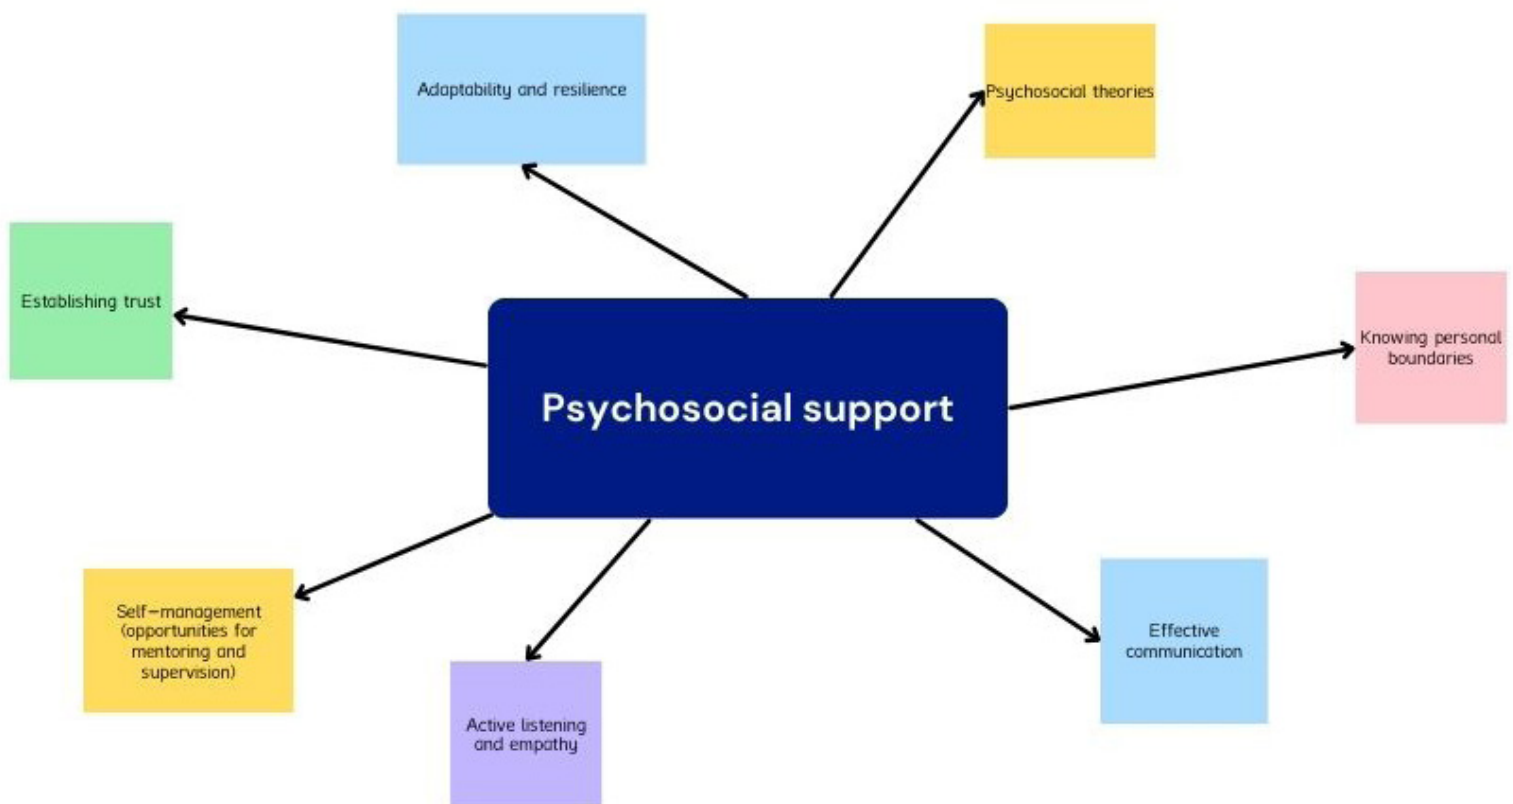 Adaptability and resilience
Psychosocial theories
Establishing trust
Knowing personal
boundaries
Psychosocial support
Self-management
(opportunities for
mentoring and
supervision)
Effective
communication
Active listening
and empathy